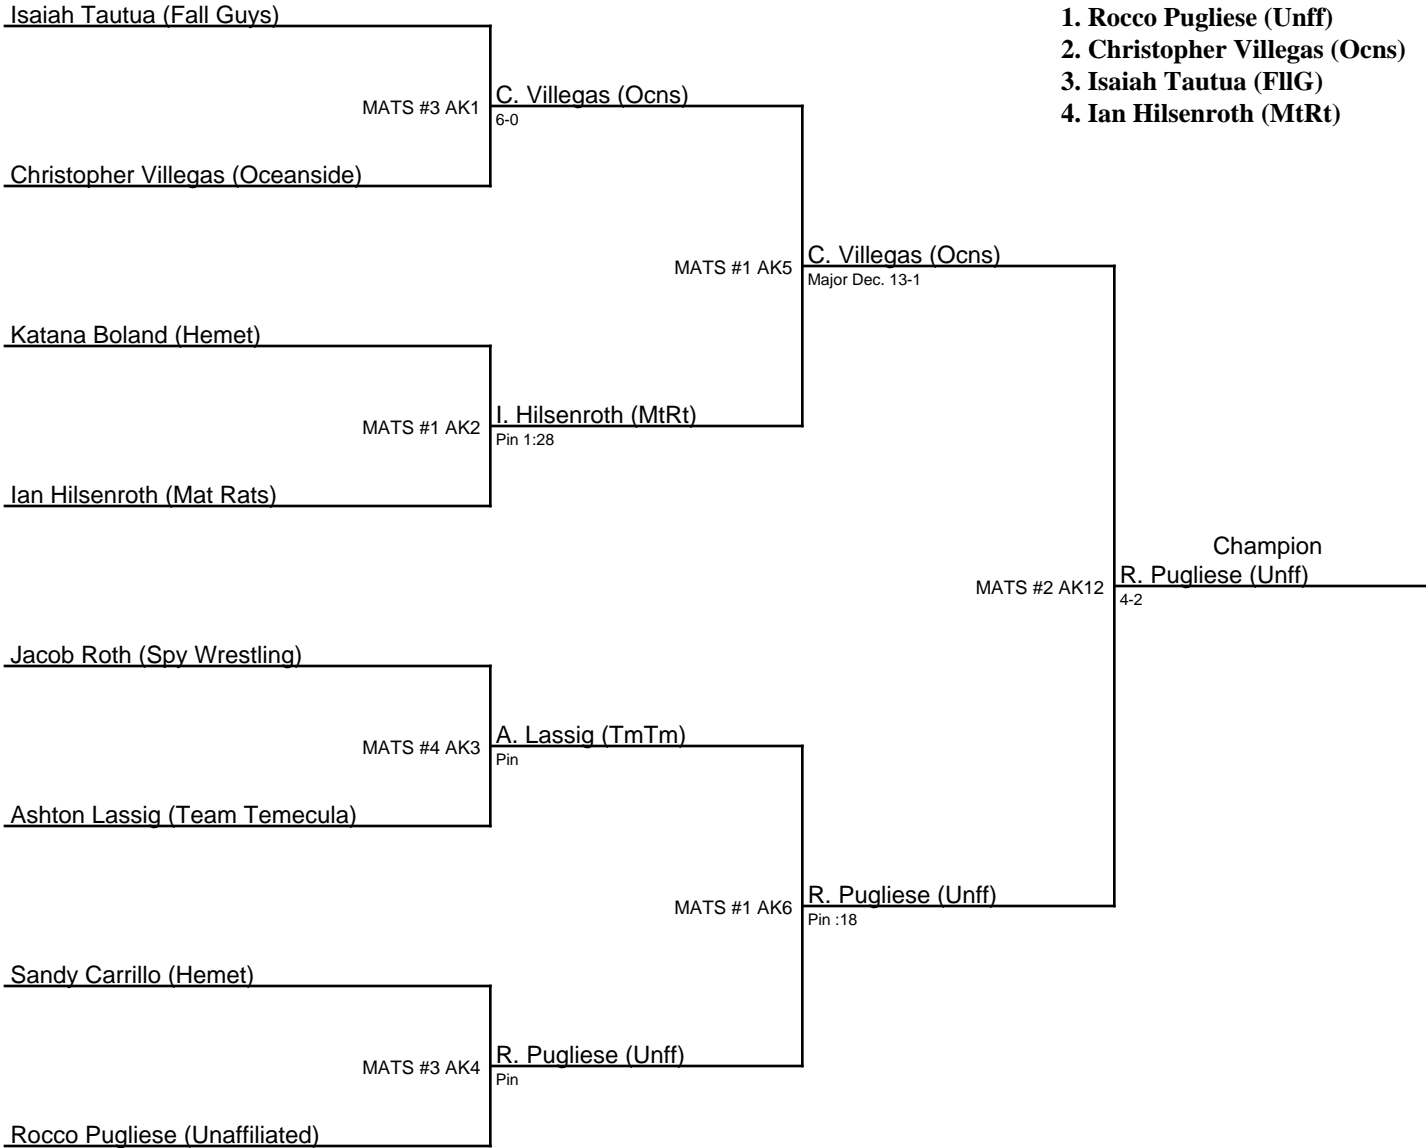 Isaiah Tautua (Fall Guys)
1. Rocco Pugliese (Unff)
2. Christopher Villegas (Ocns)
3. Isaiah Tautua (FllG)
4. Ian Hilsenroth (MtRt)
MATS #3 AK1
C. Villegas (Ocns)
6-0
Christopher Villegas (Oceanside)
MATS #1 AK5
C. Villegas (Ocns)
Major Dec. 13-1
Katana Boland (Hemet)
MATS #1 AK2
I. Hilsenroth (MtRt)
Pin 1:28
Ian Hilsenroth (Mat Rats)
Champion
MATS #2 AK12
R. Pugliese (Unff)
4-2
Jacob Roth (Spy Wrestling)
MATS #4 AK3
A. Lassig (TmTm)
Pin
Ashton Lassig (Team Temecula)
MATS #1 AK6
R. Pugliese (Unff)
Pin :18
Sandy Carrillo (Hemet)
MATS #3 AK4
R. Pugliese (Unff)
Pin
Rocco Pugliese (Unaffiliated)